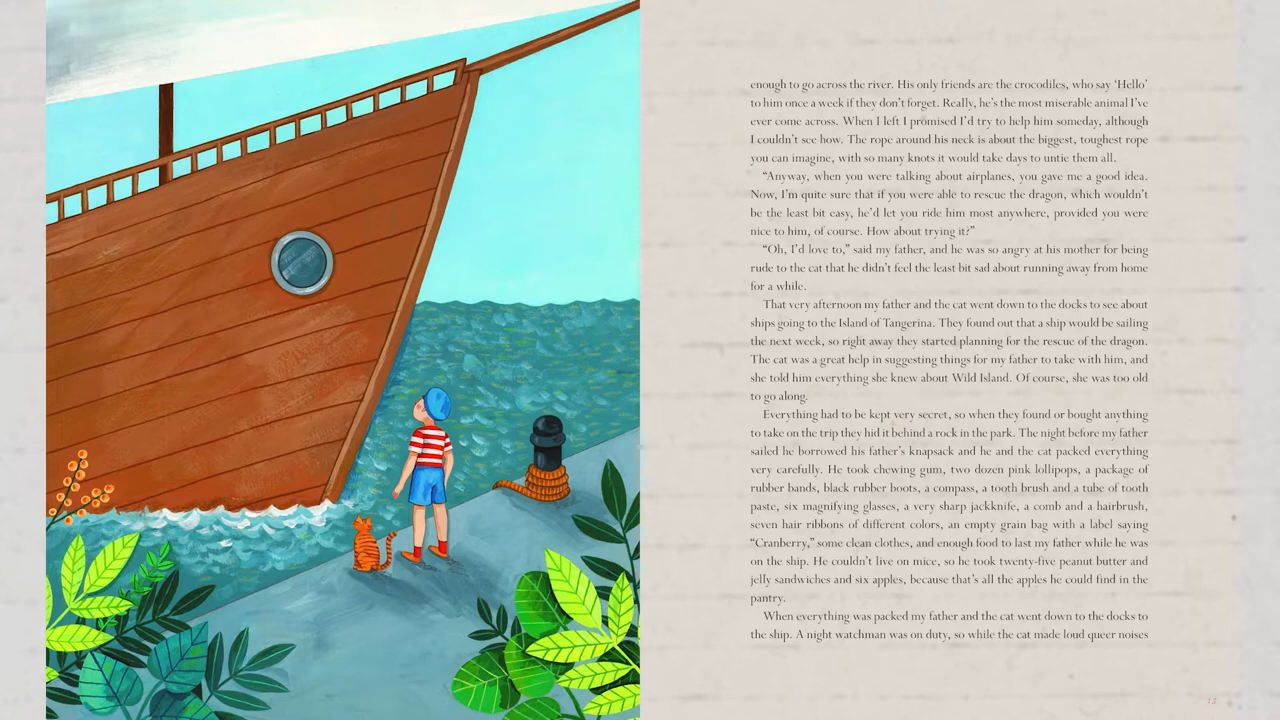 enough to go across the river. His only friends are the crocodiles, who say ‘Hello’
to him once a week if they don’t forget. Really, he’s the most miserable animal I’ve
ever come across. When I left I promised I’d try to help him someday, although
I couldn’t see how. The rope around his neck is about the biggest, toughest rope
you can imagine, with so many knots it would take days to untie them all.
“Anyway, when you were talking about airplanes, you gave me a good idea.
Now, I’m quite sure that if you were able to rescue the dragon, which wouldn’t
be the least bit easy, he’d let you ride him most anywhere, provided you were
nice to him, of course. How about trying it?”
“Oh, I’d love to,” said my father, and he was so angry at his mother for being
rude to the cat that he didn’t feel the least bit sad about running away from home
for a while.
That very afternoon my father and the cat went down to the docks to see about
ships going to the Island of Tangerina. They found out that a ship would be sailing
the next week, so right away they started planning for the rescue of the dragon.
The cat was a great help in suggesting things for my father to take with him, and
she told him everything she knew about Wild Island. Of course, she was too old
to go along.
Everything had to be kept very secret, so when they found or bought anything
to take on the trip they hid it behind a rock in the park. The night before my father
sailed he borrowed his father’s knapsack and he and the cat packed everything
very carefully. He took chewing gum, two dozen pink lollipops, a package of
rubber bands, black rubber boots, a compass, a tooth brush and a tube of tooth
paste, six magnifying glasses, a very sharp jackknife, a comb and a hairbrush,
seven hair ribbons of different colors, an empty grain bag with a label saying
“Cranberry,” some clean clothes, and enough food to last my father while he was
on the ship. He couldn’t live on mice, so he took twenty-five peanut butter and
jelly sandwiches and six apples, because that’s all the apples he could find in the
pantry.
When everything was packed my father and the cat went down to the docks to
the ship. A night watchman was on duty, so while the cat made loud queer noises
15